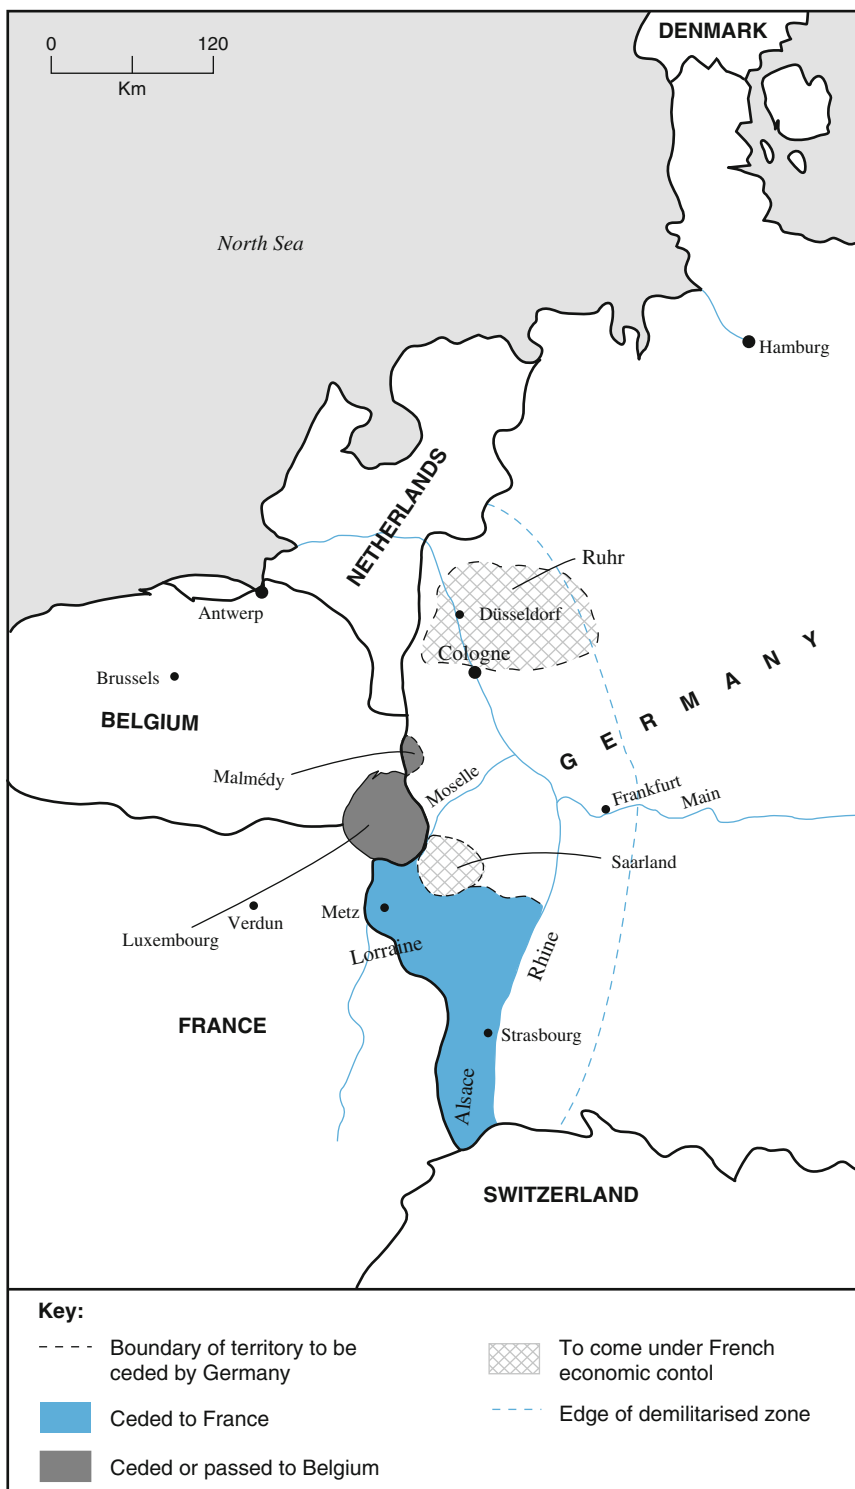 DENMARK
0 120
Km
North Sea
Hamburg
NETHERLANDS
Ruhr
Antwerp
Düsseldorf
Cologne
Brussels
GERMANY
BELGIUM
Malmédy
Moselle
Frankfurt
Main
Saarland
Metz
Verdun
Luxembourg
Lorraine
Rhine
FRANCE
Strasbourg
Alsace
SWITZERLAND
Key:
Boundary of territory to be
ceded by Germany
Ceded to France
Ceded or passed to Belgium
To come under French
economic contol
Edge of demilitarised zone